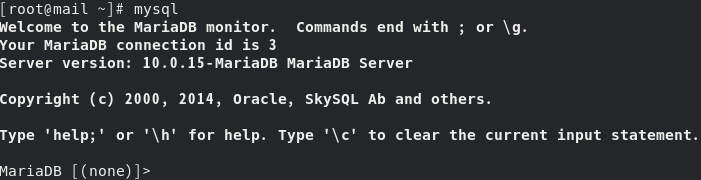 [root@mail ~]# mysql
Welcome to the MariaDB monitor.  Commands end with ; or \g.
Your MariaDB connection id is 3
Server version: 10.0.15-MariaDB MariaDB Server
Copyright (c) 2000, 2014, Oracle, SkySQL Ab and others.
Type 'help;' or '\h' for help. Type '\c' to clear the current input statement.
MariaDB [(none)]>